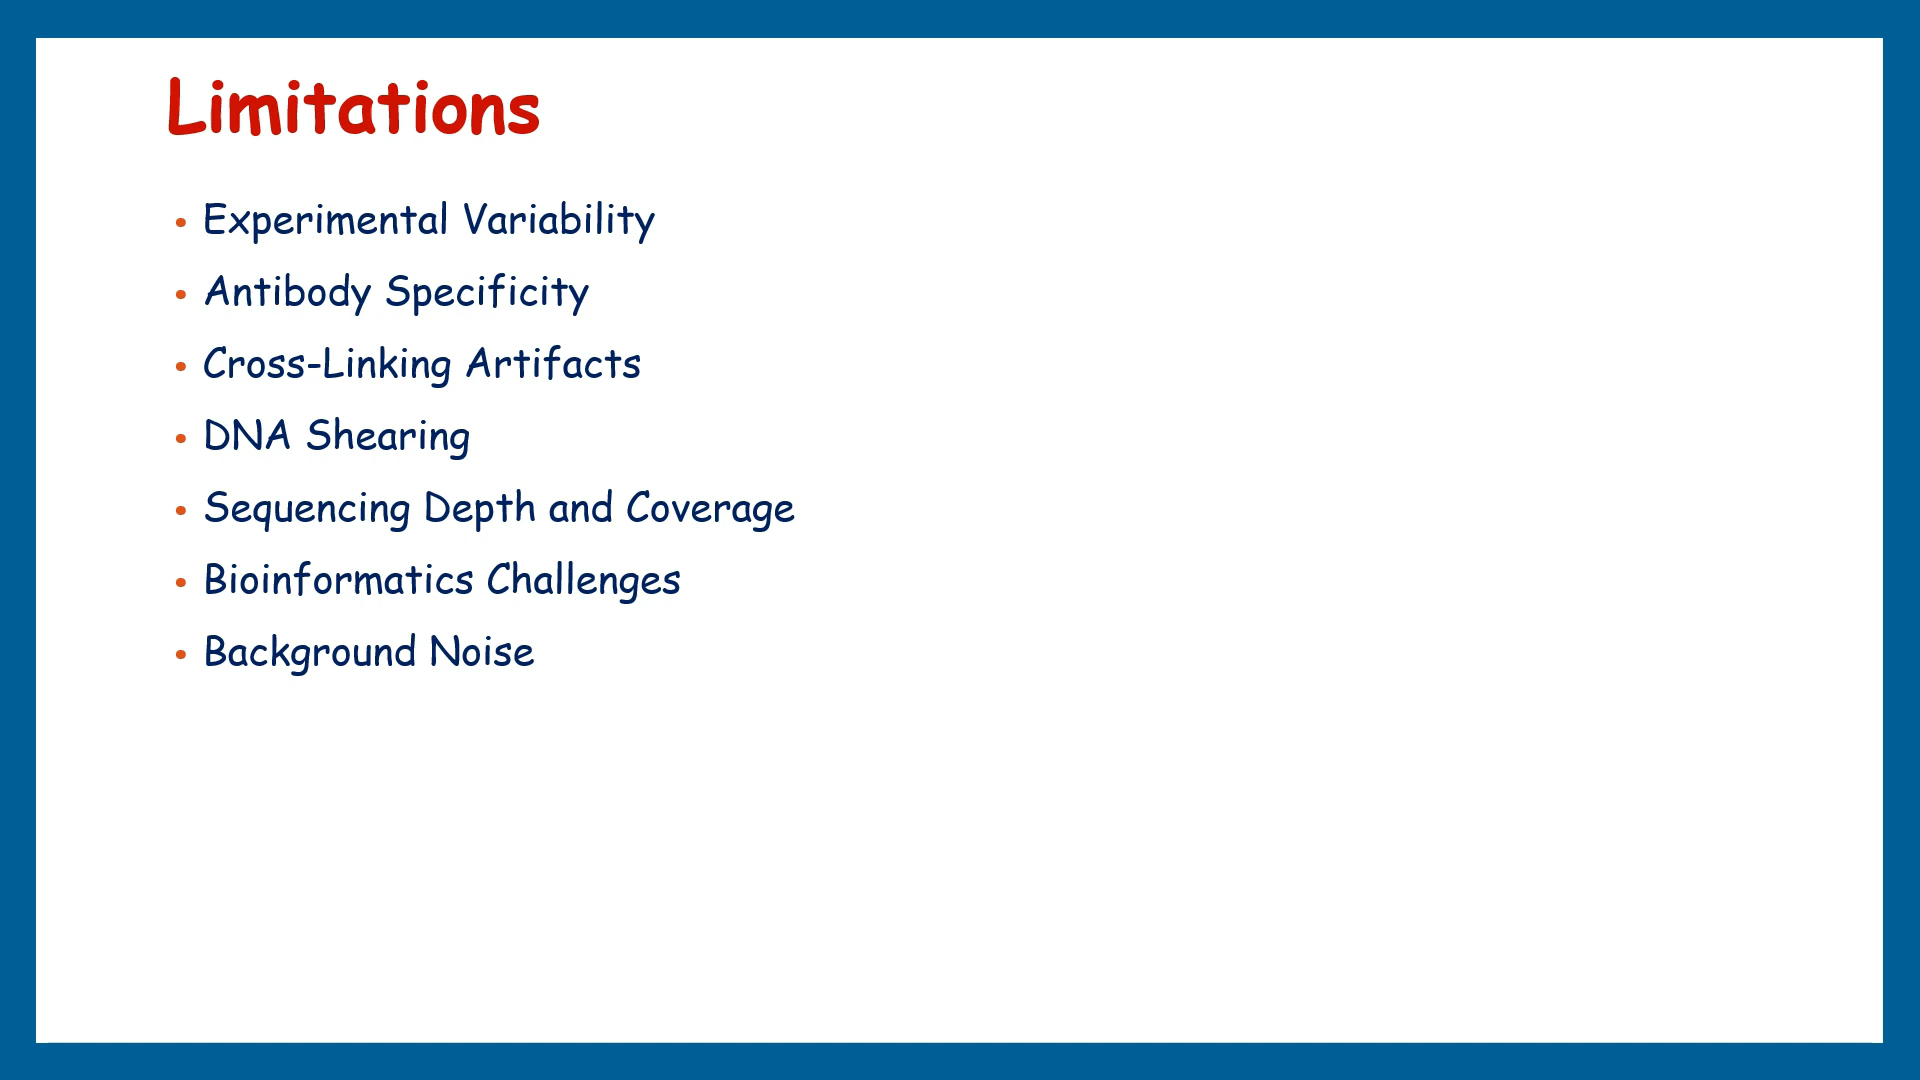 Limitations
• Experimental Variability
• Antibody Specificity
• Cross-Linking Artifacts
• DNA Shearing
• Sequencing Depth and Coverage
• Bioinformatics Challenges
• Background Noise